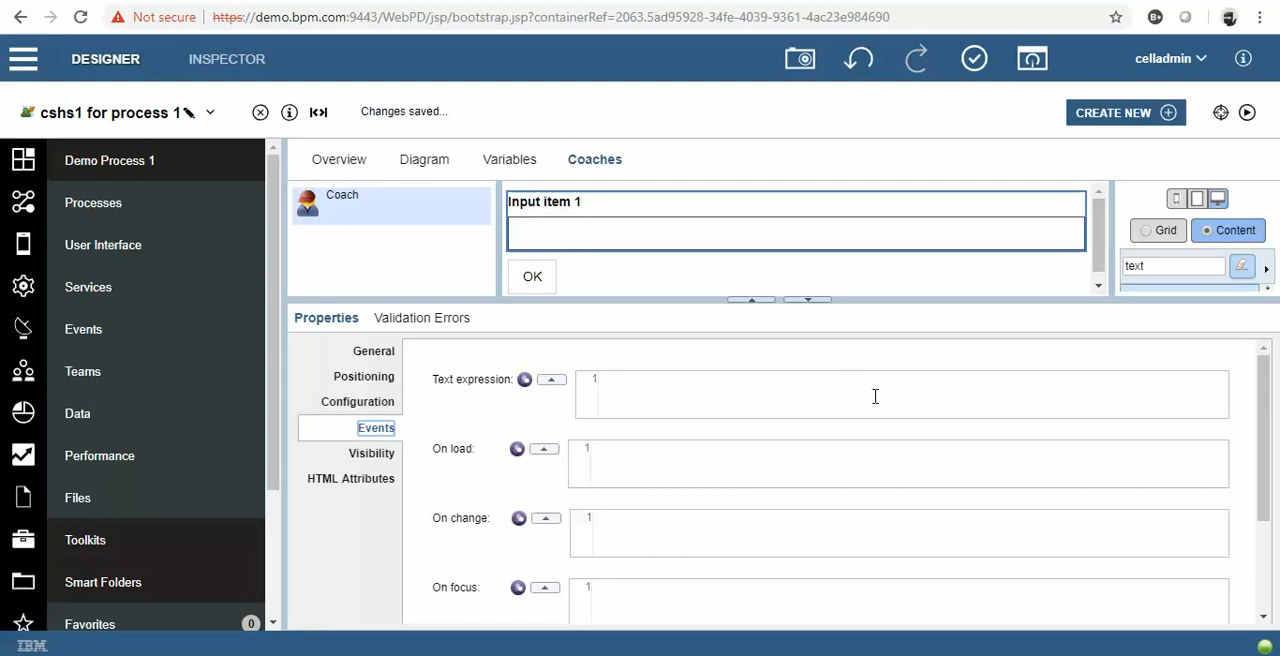 Not secure | https://demo.bpm.com:9443/WebPD/jsp/bootstrap.jsp?containerRef=2063.5ad95928-34fe-4039-9361-4ac23e984690
DESIGNER INSPECTOR celladmin
cshs1 for process 1 Changes saved... CREATE NEW
Demo Process 1
Processes
User Interface
Services
Events
Teams
Data
Performance
Files
Toolkits
Smart Folders
Favorites 0
Overview Diagram Variables Coaches
Coach
Input item 1
OK
Grid Content
text
Properties Validation Errors
General
Positioning
Configuration
Events
Visibility
HTML Attributes
Text expression: 1
On load: 1
On change: 1
On focus: 1
IBM